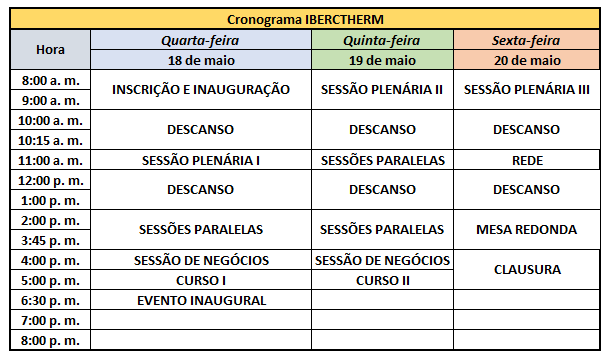 Cronograma IBERCTHERM
Hora Quarta-feira Quinta-feira Sexta-feira
18 de maio 19 de maio 20 de maio
8:00 a. m. INSCRIÇÃO E INAUGURAÇÃO SESSÃO PLENÁRIA II SESSÃO PLENÁRIA III
9:00 a. m.
10:00 a. m. DESCANSO DESCANSO DESCANSO
10:15 a. m.
11:00 a. m. SESSÃO PLENÁRIA I SESSÕES PARALELAS REDE
12:00 p. m. DESCANSO DESCANSO DESCANSO
1:00 p. m.
2:00 p. m. SESSÕES PARALELAS SESSÕES PARALELAS MESA REDONDA
3:45 p. m.
4:00 p. m. SESSÃO DE NEGÓCIOS SESSÃO DE NEGÓCIOS CLAUSURA
5:00 p. m. CURSO I CURSO II
6:30 p. m. EVENTO INAUGURAL
7:00 p. m.
8:00 p. m.